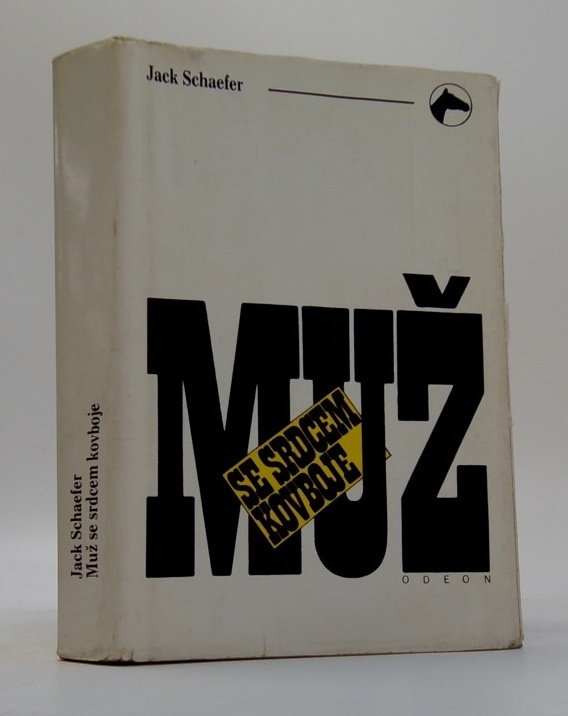 Jack Schaefer
MUŽ
SE SRDCEM
KOVBOJE
ODEON
Jack Schaefer
Muž se srdcem kovboje